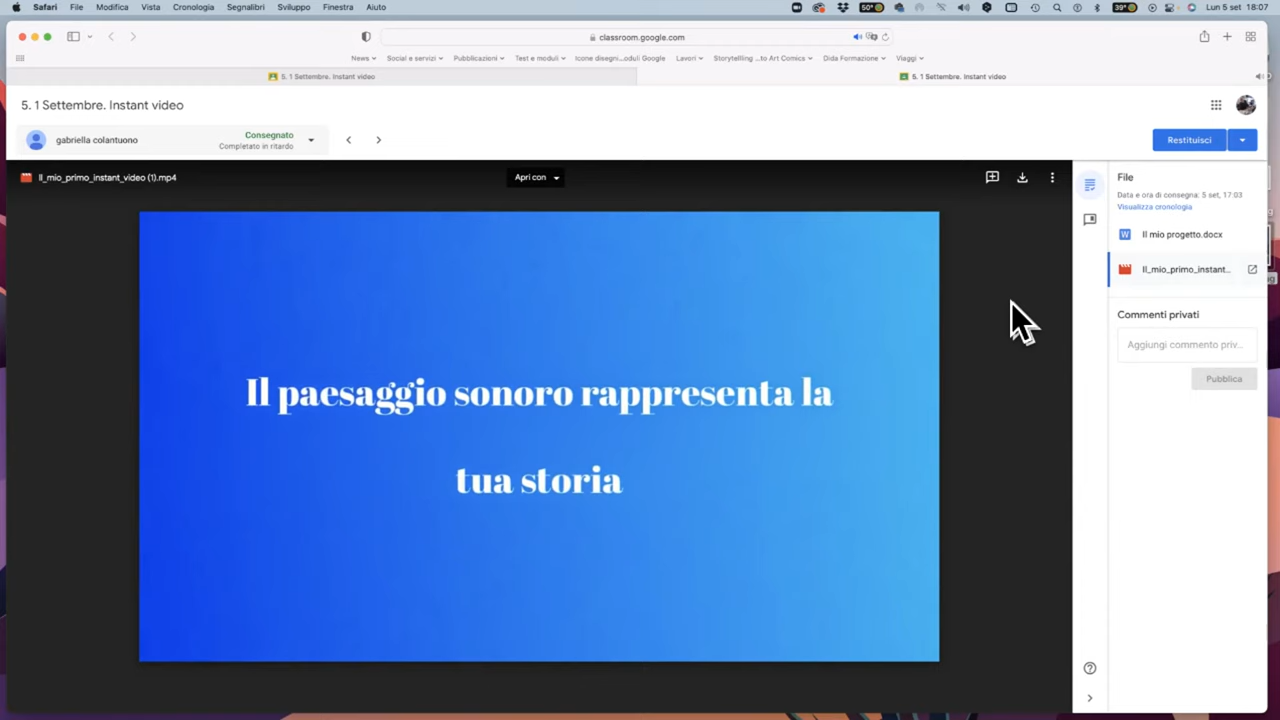 Safari File Modifica Vista Cronologia Segnalibri Sviluppo Finestra Aiuto 50° 39° Lun 5 set 18:07
classroom.google.com
News Social e servizi Pubblicazioni Test e moduli Icone disegni...oduli Google Lavori Storytellling ...to Art Comics Dida Formazione Viaggi
5. 1 Settembre. Instant video 5. 1 Settembre. Instant video
5. 1 Settembre. Instant video
gabriella colantuono
Consegnato
Completato in ritardo
Restituisci
Il_mio_primo_instant_video (1).mp4
Apri con
File
Data e ora di consegna: 5 set, 17:03
Visualizza cronologia
Il mio progetto.docx
Il_mio_primo_instant...
Commenti privati
Aggiungi commento priv...
Pubblica
Il paesaggio sonoro rappresenta la
tua storia